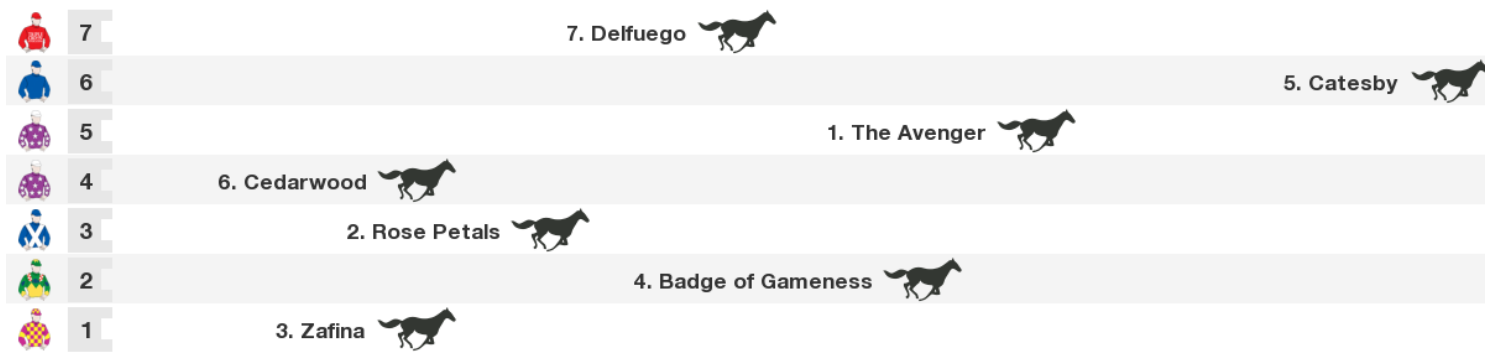 7 7. Delfuego
6 5. Catesby
5 1. The Avenger
4 6. Cedarwood
3 2. Rose Petals
2 4. Badge of Gameness
1 3. Zafina